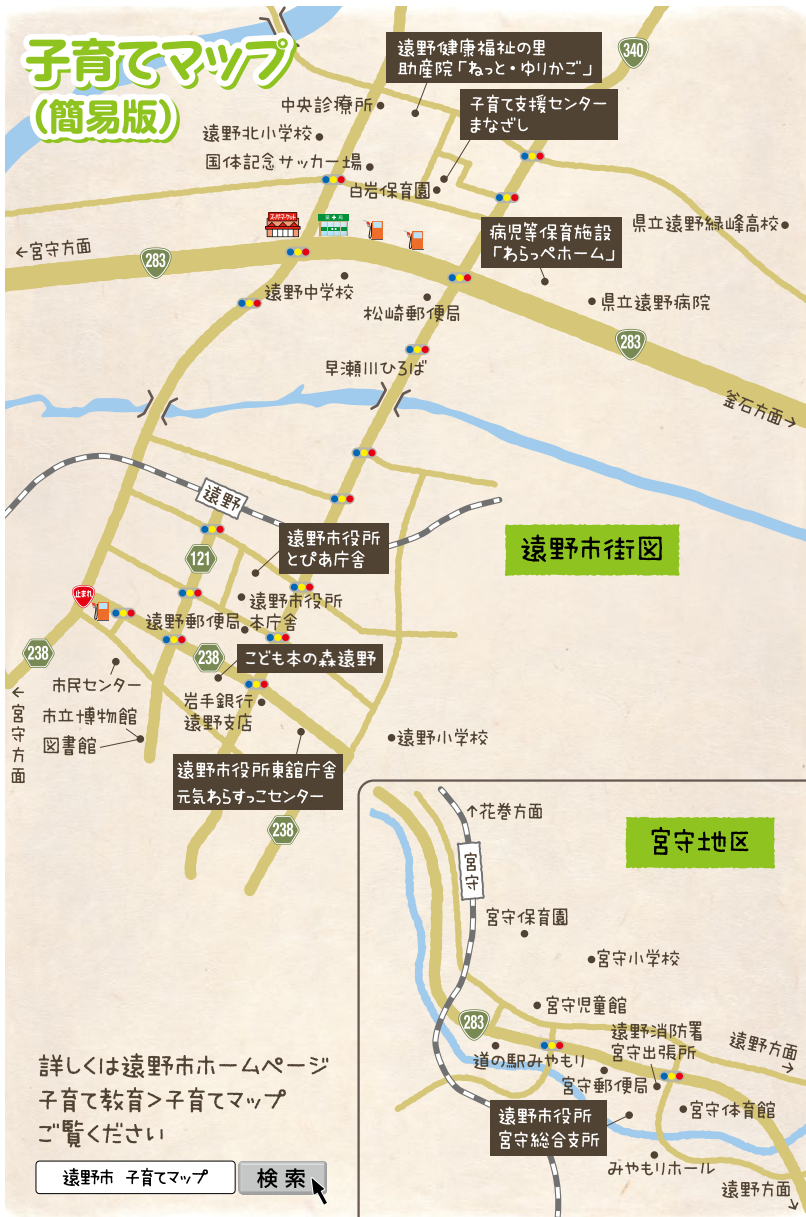 子育てマップ
(簡易版)
遠野健康福祉の里
助産院「ねっと・ゆりかご」
340
中央診療所
子育て支援センター
まなざし
遠野北小学校
国体記念サッカー場
白岩保育園
スーパーマーケット
薬局
病児等保育施設
「わらっぺホーム」
県立遠野緑峰高校
←宮守方面
283
遠野中学校
松崎郵便局
県立遠野病院
283
早瀬川ひろば
釜石方面→
遠野
遠野市街図
遠野市役所
とぴあ庁舎
121
止まれ
遠野市役所
本庁舎
遠野郵便局
238
238
こども本の森遠野
市民センター
岩手銀行
遠野支店
←宮守方面
市立博物館
図書館
遠野小学校
遠野市役所東舘庁舎
元気わらすっこセンター
238
↑花巻方面
宮守地区
宮守
宮守保育園
宮守小学校
宮守児童館
283
遠野消防署
宮守出張所
遠野方面→
道の駅みやもり
宮守郵便局
遠野市役所
宮守総合支所
宮守体育館
みやもりホール
遠野方面→
詳しくは遠野市ホームページ
子育て教育>子育てマップ
ご覧ください
遠野市 子育てマップ
検索